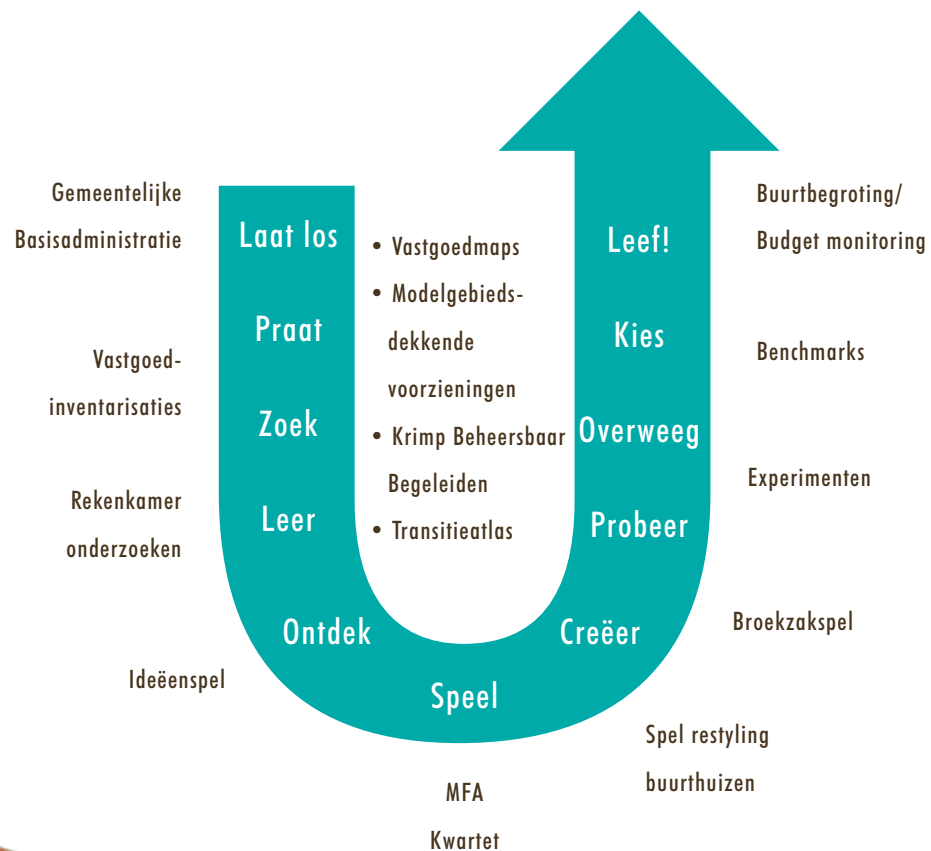 Gemeentelijke
Basisadministratie
Vastgoed-
inventarisaties
Rekenkamer
onderzoeken
Ideëenspel
Laat los
Praat
Zoek
Leer
Ontdek
Speel
Creëer
Probeer
Overweeg
Kies
Leef!
• Vastgoedmaps
• Modelgebieds-
dekkende
voorzieningen
• Krimp Beheersbaar
Begeleiden
• Transitieatlas
MFA
Kwartet
Spel restyling
buurthuizen
Broekzakspel
Experimenten
Benchmarks
Buurtbegroting/
Budget monitoring